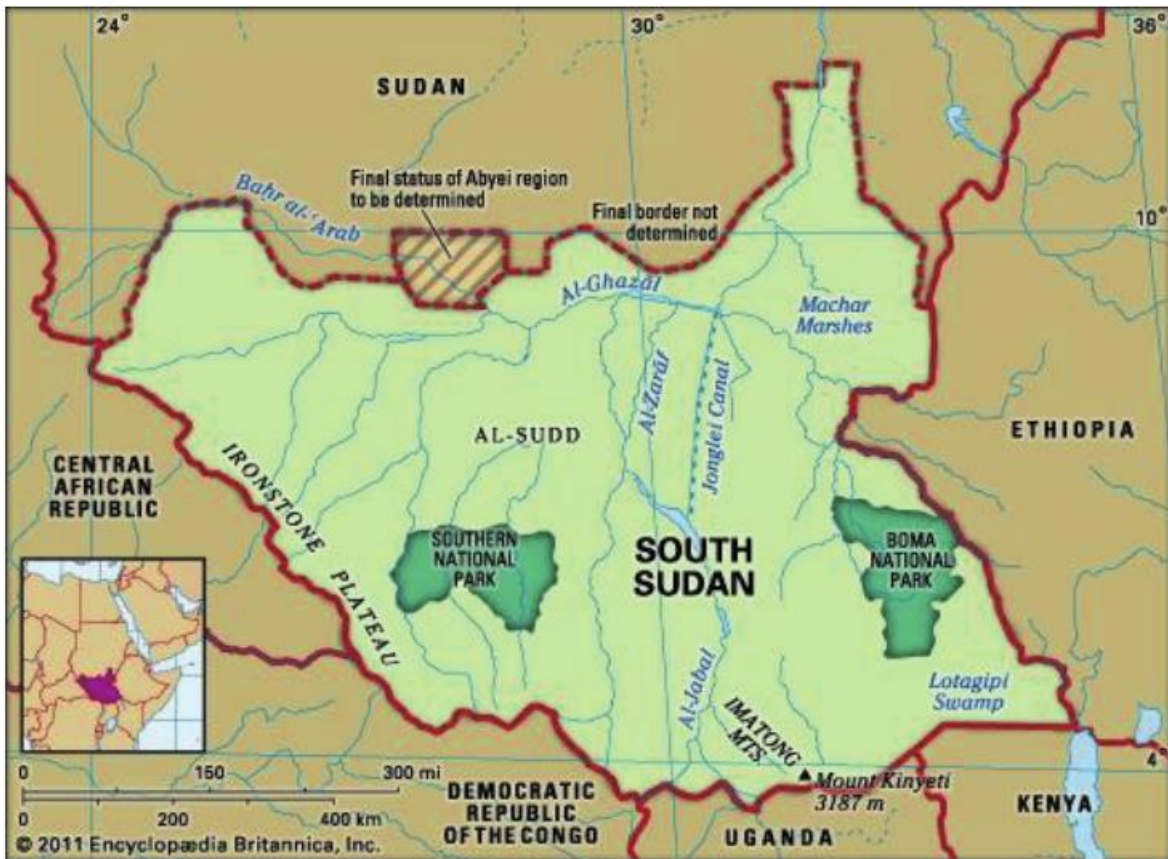 24°
30°
36°
SUDAN
Final status of Abyei region
to be determined
Bahr al-‘Arab
Final border not
determined
10°
Al-Ghazāl
Machar
Marshes
Al-Zarāf
Jonglei Canal
AL-SUDD
ETHIOPIA
CENTRAL
AFRICAN
REPUBLIC
IRONSTONE PLATEAU
SOUTHERN
NATIONAL
PARK
SOUTH
SUDAN
BOMA
NATIONAL
PARK
Al-Jabal
Lotagipi
Swamp
IMATONG
MTS.
4°
Mount Kinyeti
3187 m
0 150 300 mi
0 200 400 km
DEMOCRATIC
REPUBLIC
OF THE CONGO
UGANDA
KENYA
© 2011 Encyclopædia Britannica, Inc.